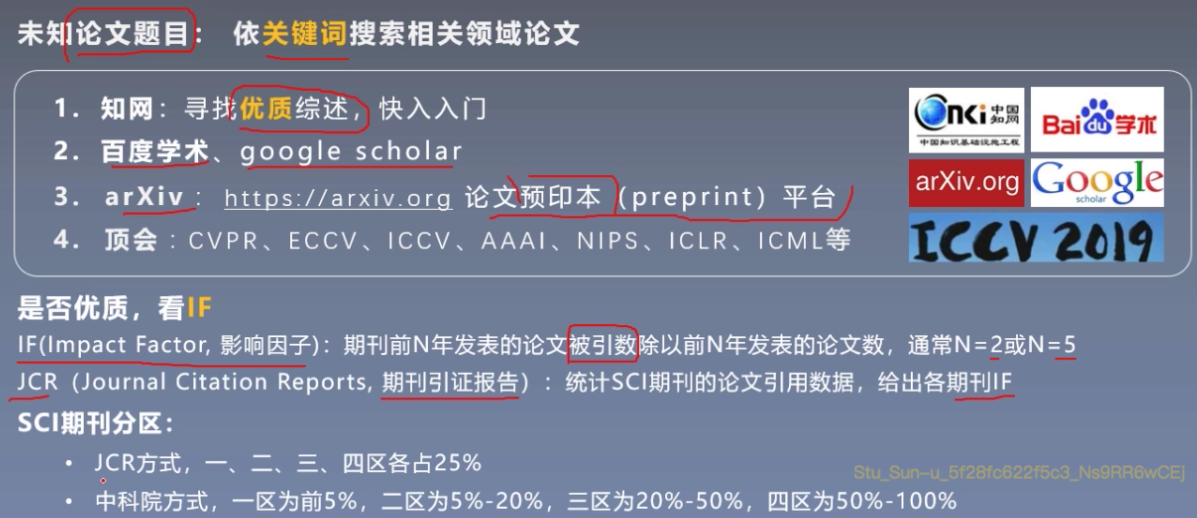 未知论文题目： 依关键词搜索相关领域论文
1. 知网：寻找优质综述，快入入门
2. 百度学术、google scholar
3. arXiv：https://arxiv.org 论文预印本（preprint）平台
4. 顶会：CVPR、ECCV、ICCV、AAAI、NIPS、ICLR、ICML等
cnki 中国知网
中国知识基础设施工程
Bai du 学术
arXiv.org
Google
scholar
ICCV 2019
是否优质，看IF
IF(Impact Factor, 影响因子)：期刊前N年发表的论文被引数除以前N年发表的论文数，通常N=2或N=5
JCR（Journal Citation Reports, 期刊引证报告）：统计SCI期刊的论文引用数据，给出各期刊IF
SCI期刊分区：
• JCR方式，一、二、三、四区各占25%
Stu_Sun~u_5f28fc622f5c3_Ns9RR6wCEj
• 中科院方式，一区为前5%，二区为5%-20%，三区为20%-50%，四区为50%-100%